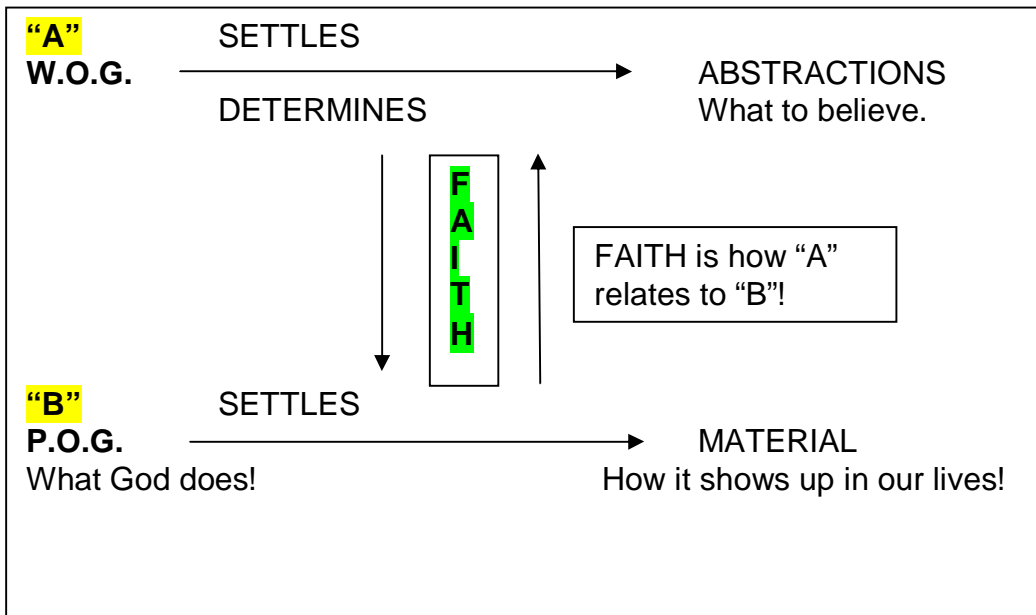 “A” SETTLES
W.O.G. ABSTRACTIONS
DETERMINES What to believe.
F
A
I
T
H
FAITH is how “A”
relates to “B”!
“B” SETTLES
P.O.G. MATERIAL
What God does! How it shows up in our lives!